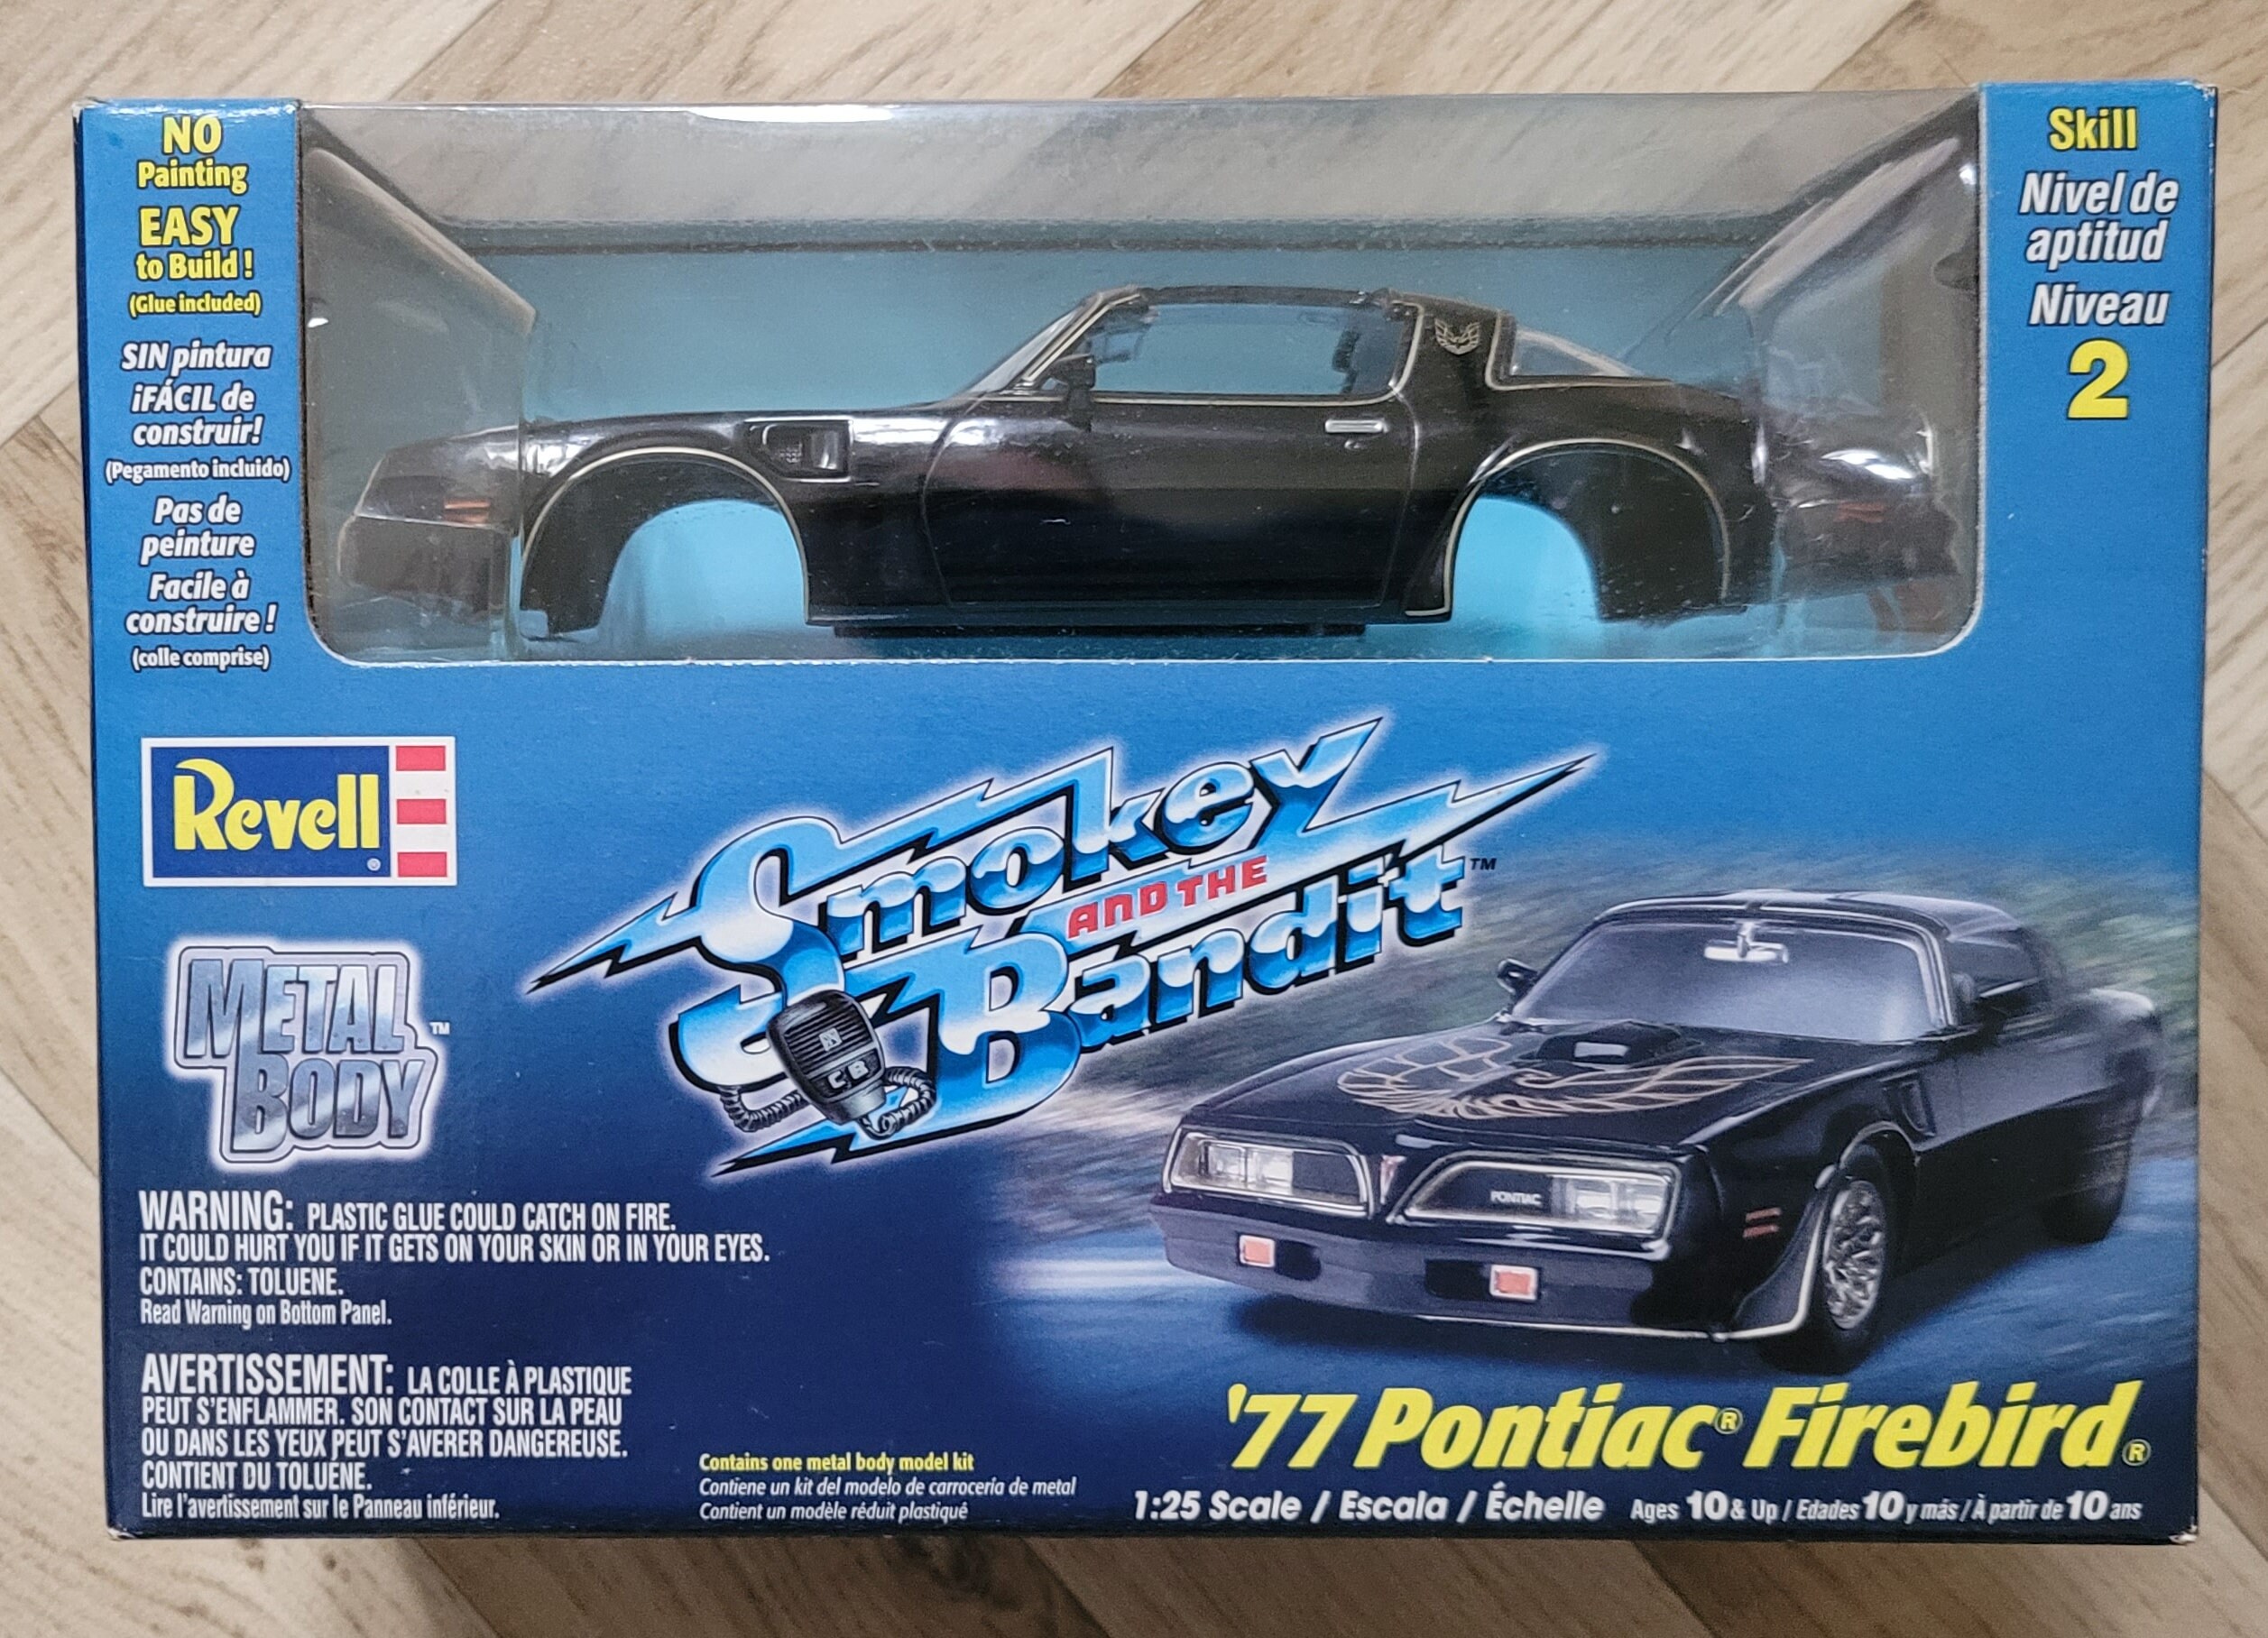 NO
Painting
EASY
to Build!
(Glue included)
SIN pintura
¡FÁCIL de
construir!
(Pegamento incluido)
Pas de
peinture
Facile à
construire !
(colle comprise)
Skill
Nivel de
aptitud
Niveau
2
Revell®
Smokey
AND THE
Bandit™
CB
METAL
BODY™
PONTIAC
WARNING: PLASTIC GLUE COULD CATCH ON FIRE.
IT COULD HURT YOU IF IT GETS ON YOUR SKIN OR IN YOUR EYES.
CONTAINS: TOLUENE.
Read Warning on Bottom Panel.
AVERTISSEMENT: LA COLLE À PLASTIQUE
PEUT S'ENFLAMMER. SON CONTACT SUR LA PEAU
OU DANS LES YEUX PEUT S'AVERER DANGEREUSE.
CONTIENT DU TOLUÈNE.
Lire l'avertissement sur le Panneau inférieur.
Contains one metal body model kit
Contiene un kit del modelo de carrocería de metal
Contient un modèle réduit plastiqué
'77 Pontiac® Firebird®
1:25 Scale / Escala / Échelle Ages 10 & Up / Edades 10 y más / À partir de 10 ans